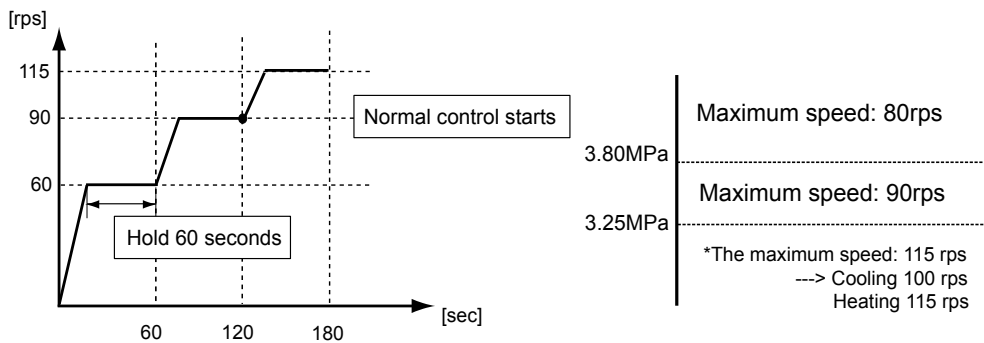 [rps]
115
90
60
Normal control starts
Hold 60 seconds
[sec]
60
120
180
Maximum speed: 80rps
3.80MPa
Maximum speed: 90rps
3.25MPa
*The maximum speed: 115 rps
---> Cooling 100 rps
Heating 115 rps